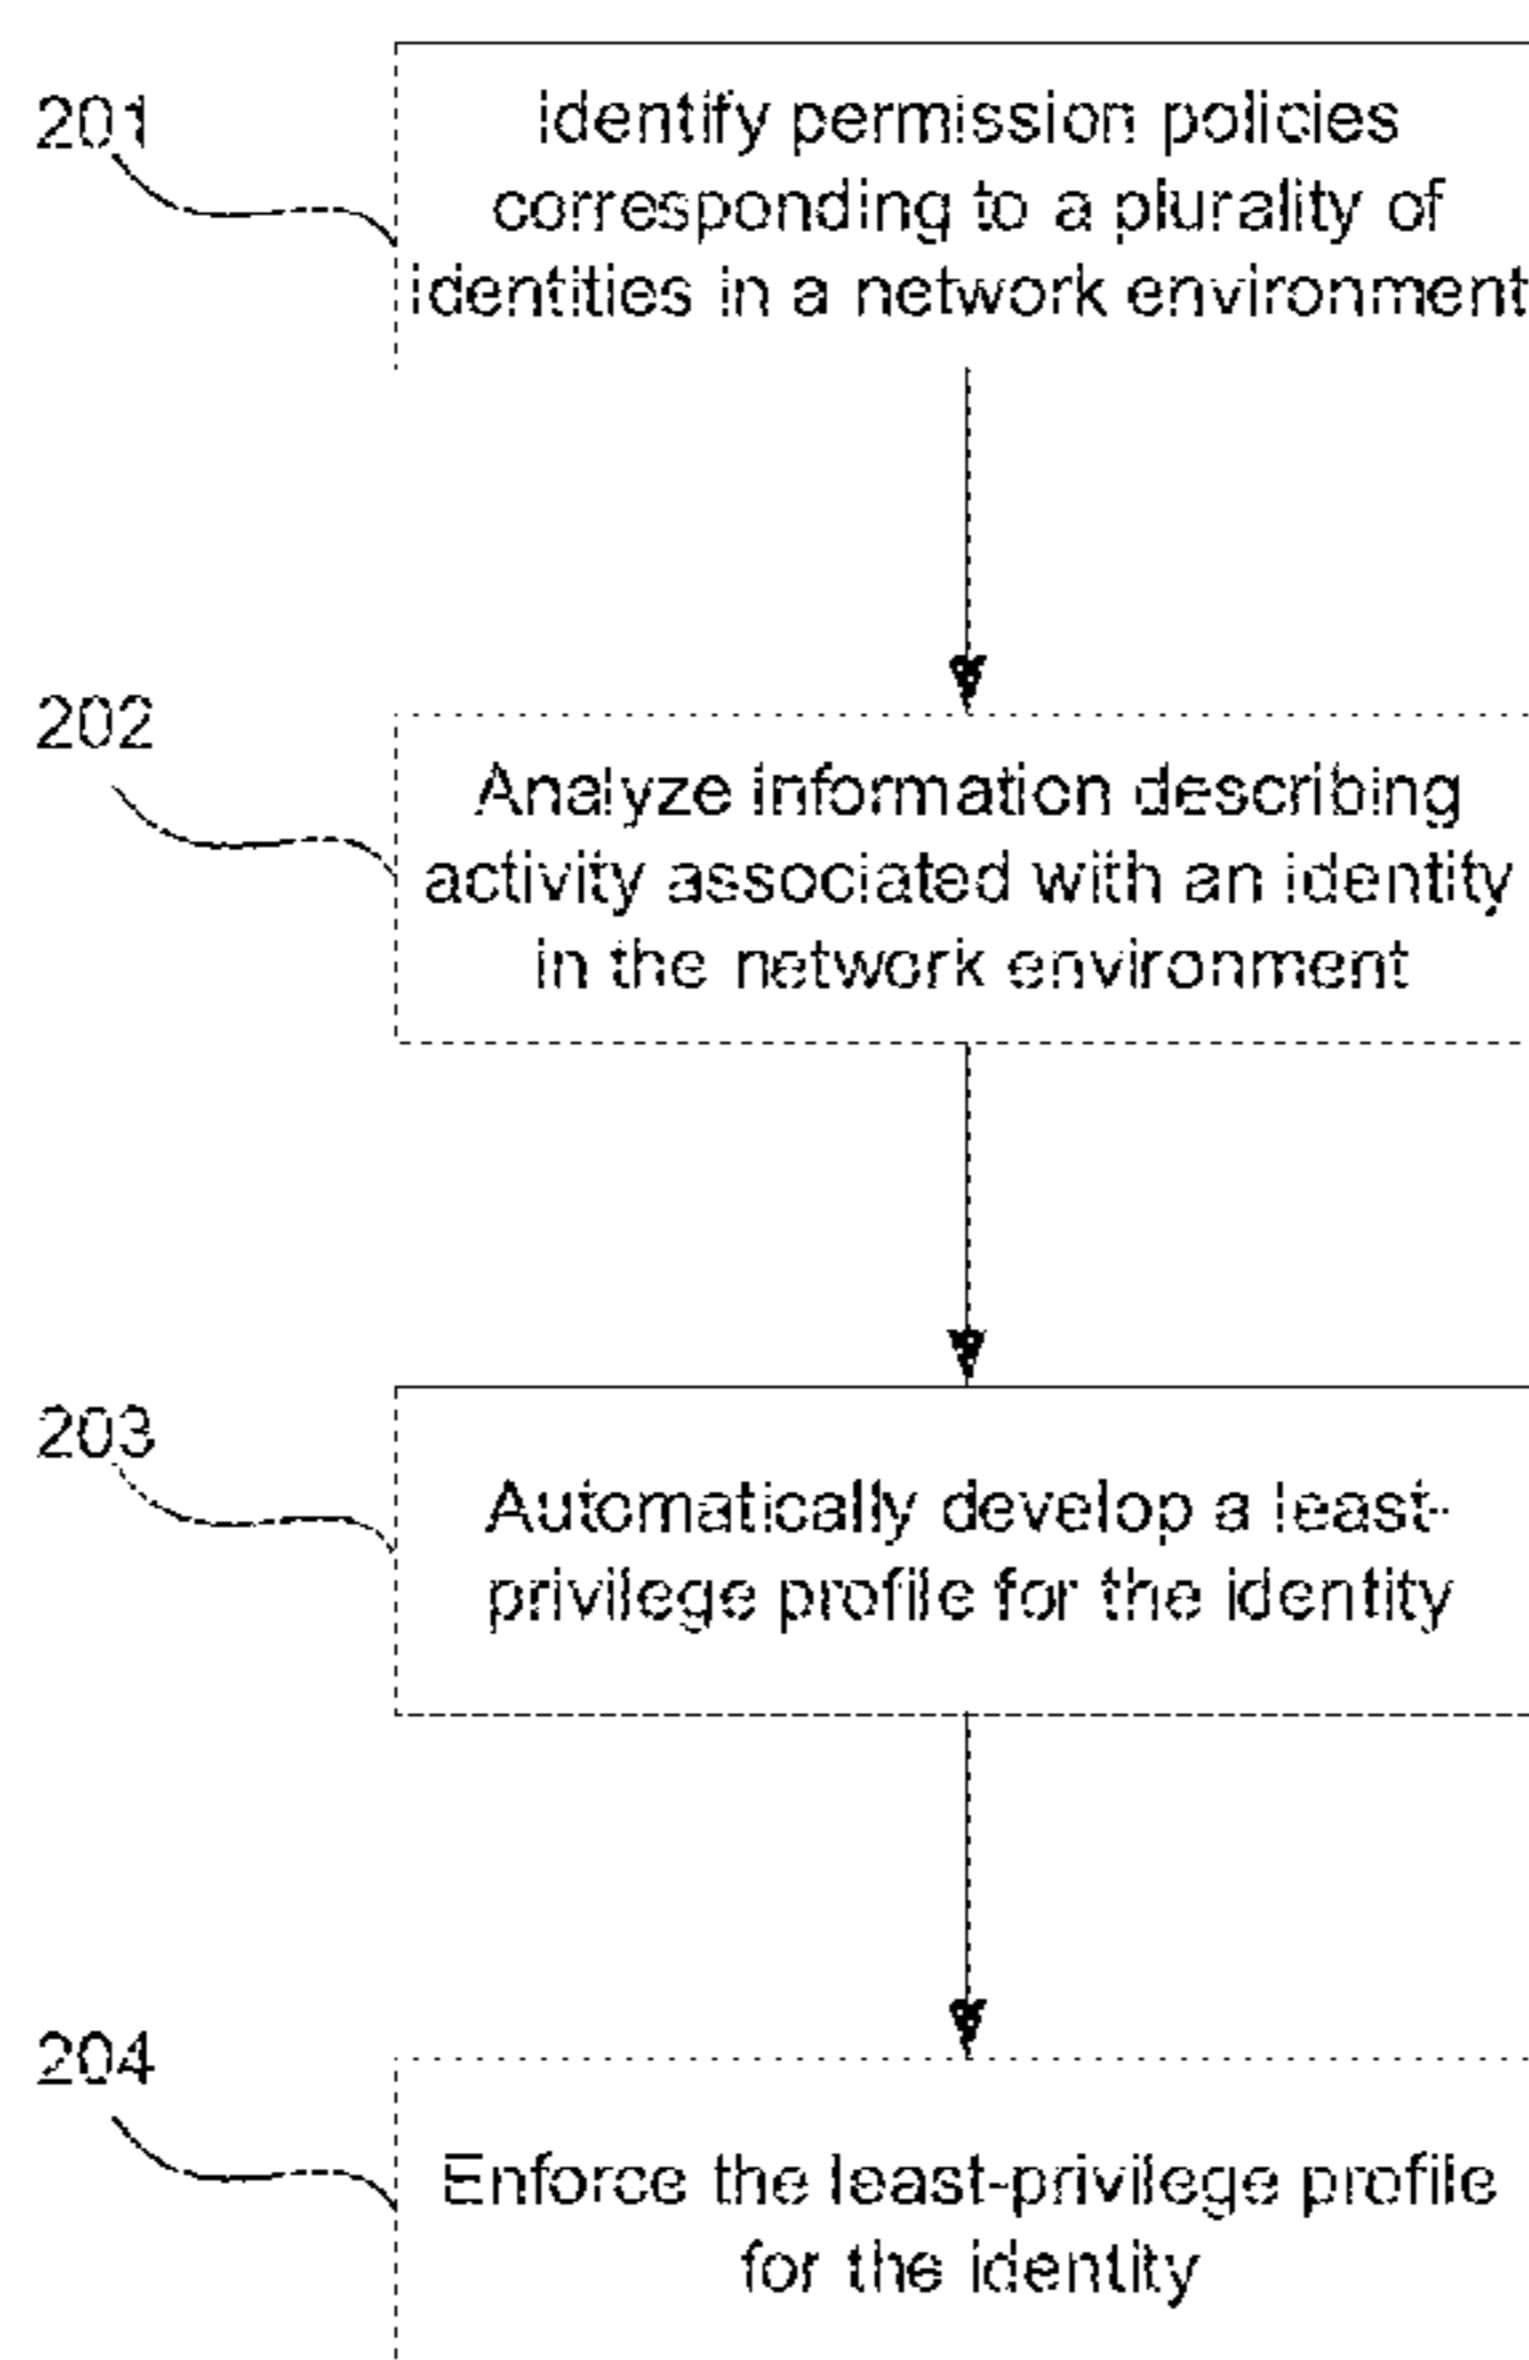 201
Identify permission policies
corresponding to a plurality of
identities in a network environment
202
Analyze information describing
activity associated with an identity
in the network environment
203
Automatically develop a least-
privilege profile for the identity
204
Enforce the least-privilege profile
for the identity